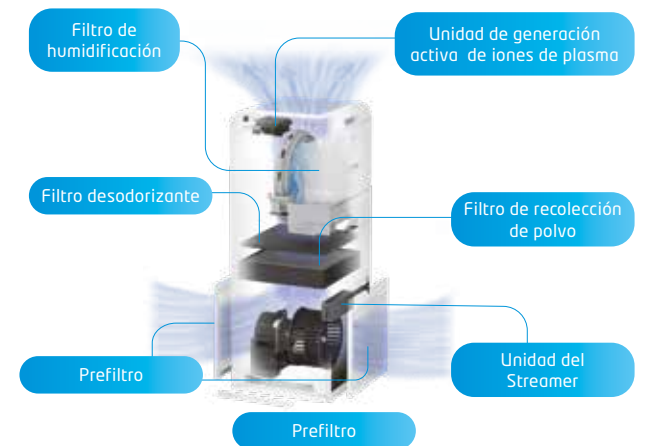 Filtro de
humidificación
Unidad de generación
activa de iones de plasma
Filtro desodorizante
Filtro de recolección
de polvo
Prefiltro
Unidad del
Streamer
Prefiltro